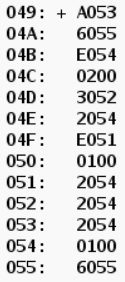 049: + A053
04A: 6055
04B: E054
04C: 0200
04D: 3052
04E: 2054
04F: E051
050: 0100
051: 2054
052: 2054
053: 2054
054: 0100
055: 6055